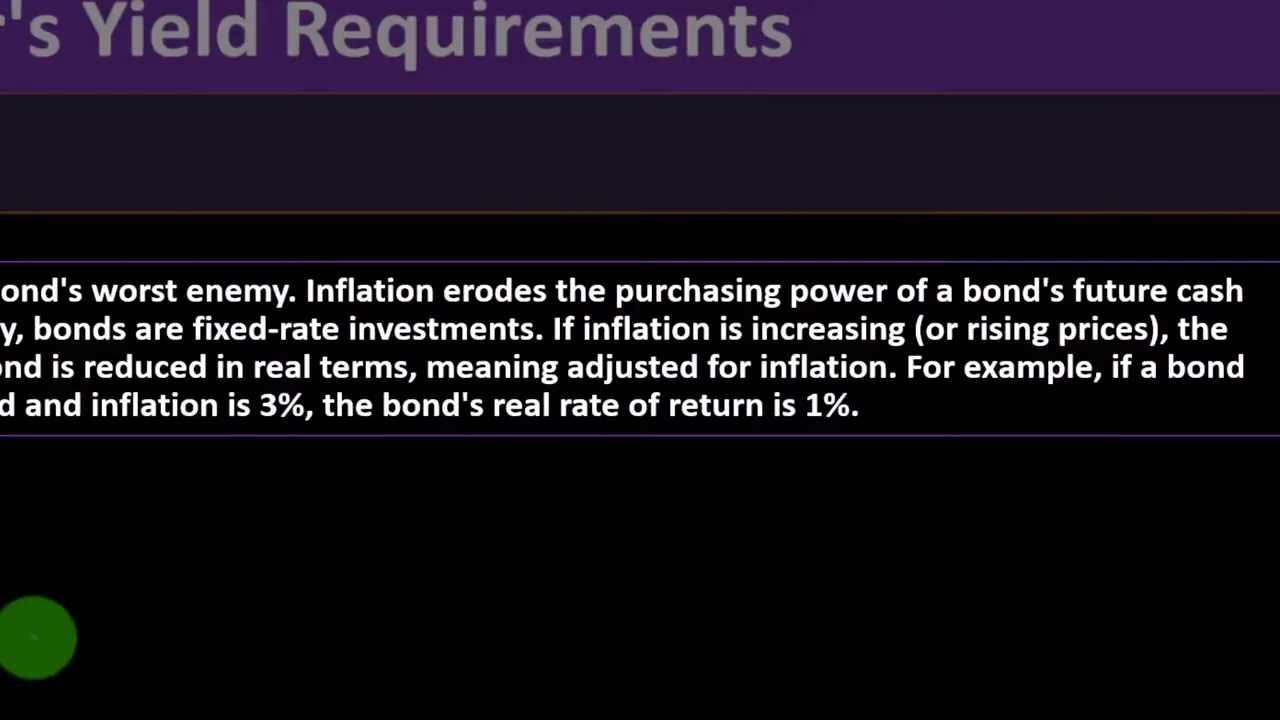 's Yield Requirements
ond's worst enemy. Inflation erodes the purchasing power of a bond's future cash
y, bonds are fixed-rate investments. If inflation is increasing (or rising prices), the
nd is reduced in real terms, meaning adjusted for inflation. For example, if a bond
d and inflation is 3%, the bond's real rate of return is 1%.